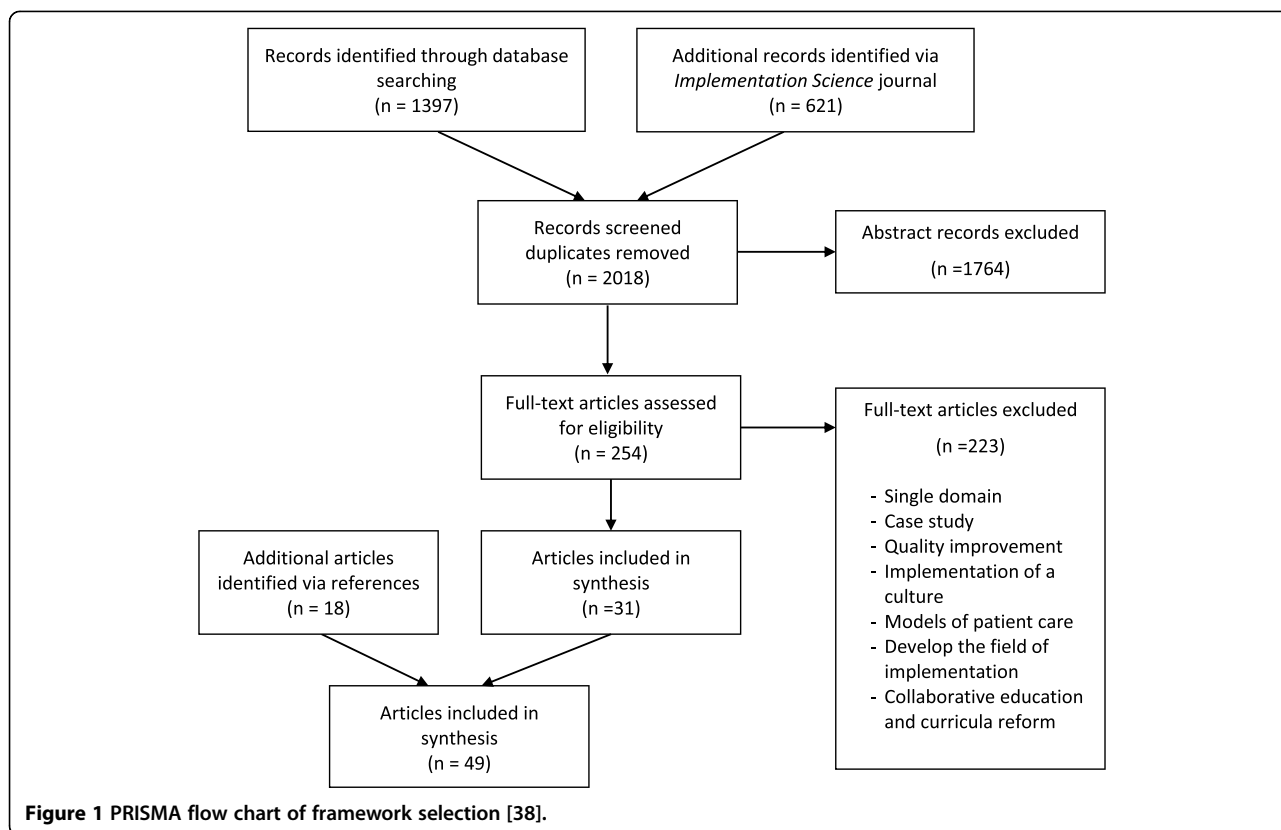 Records identified through database
searching
(n = 1397)
Additional records identified via
Implementation Science journal
(n = 621)
Records screened
duplicates removed
(n = 2018)
Abstract records excluded
(n =1764)
Full-text articles assessed
for eligibility
(n = 254)
Full-text articles excluded
(n =223)
- Single domain
- Case study
- Quality improvement
- Implementation of a
culture
- Models of patient care
- Develop the field of
implementation
- Collaborative education
and curricula reform
Additional articles
identified via references
(n = 18)
Articles included in
synthesis
(n =31)
Articles included in
synthesis
(n = 49)
Figure 1 PRISMA flow chart of framework selection [38].